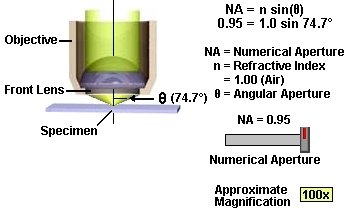 NA = n sin(θ)
0.95 = 1.0 sin 74.7°
Objective
NA = Numerical Aperture
n = Refractive Index
= 1.00 (Air)
θ = Angular Aperture
Front Lens
θ (74.7°)
Specimen
NA = 0.95
Numerical Aperture
Approximate
Magnification 100x